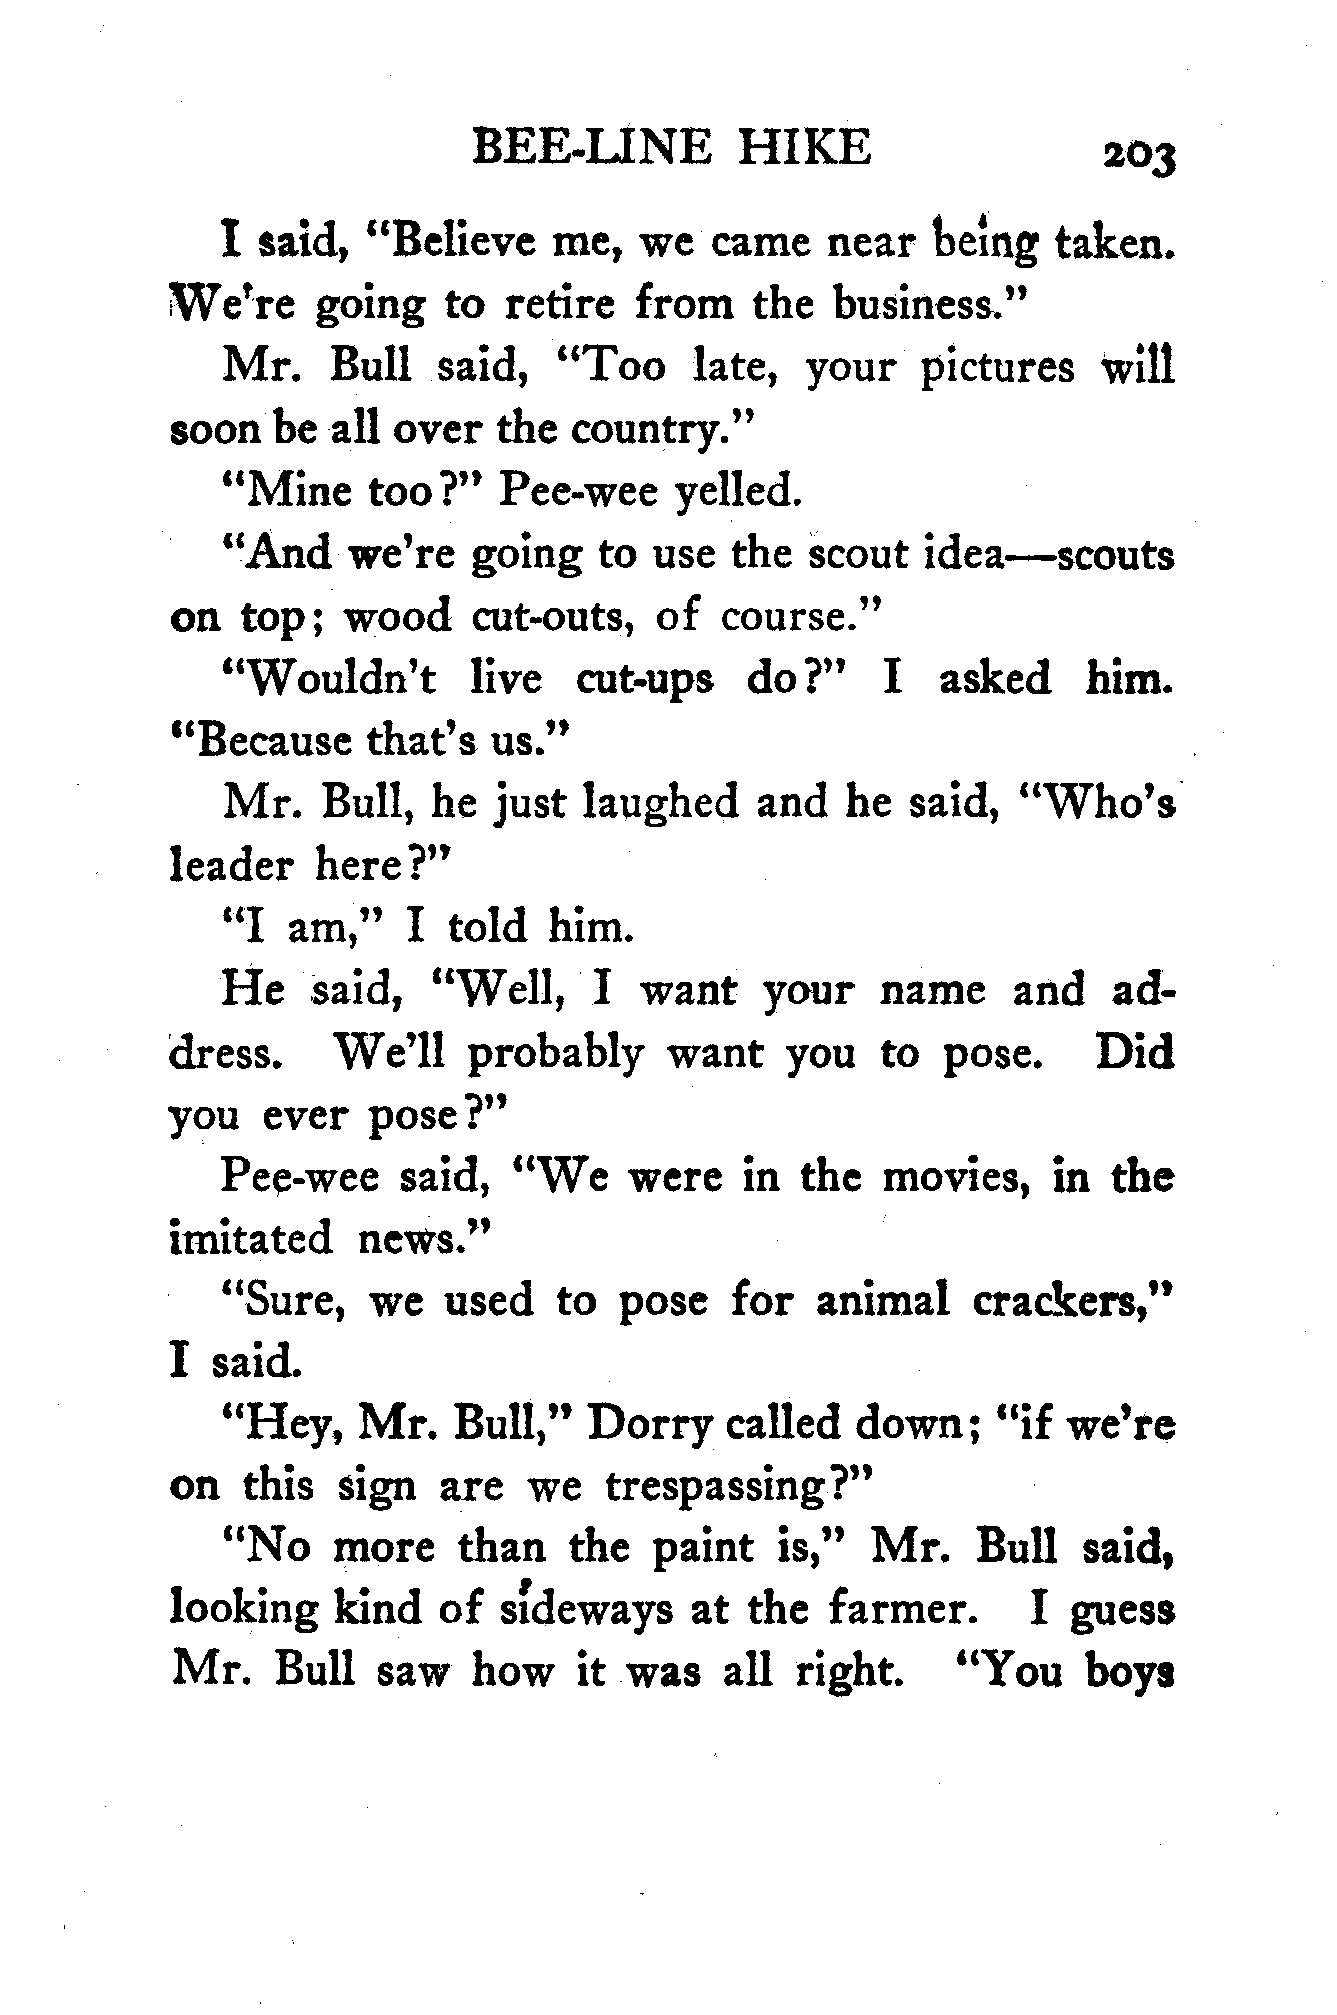 BEE-LINE HIKE 203
I said, “Believe me, we came near being taken.
We’re going to retire from the business.”
Mr. Bull said, “Too late, your pictures will
soon be all over the country.”
“Mine too?” Pee-wee yelled.
“And we’re going to use the scout idea—scouts
on top; wood cut-outs, of course.”
“Wouldn’t live cut-ups do?” I asked him.
“Because that’s us.”
Mr. Bull, he just laughed and he said, “Who’s
leader here?”
“I am,” I told him.
He said, “Well, I want your name and ad-
dress. We’ll probably want you to pose. Did
you ever pose?”
Pee-wee said, “We were in the movies, in the
imitated news.”
“Sure, we used to pose for animal crackers,”
I said.
“Hey, Mr. Bull,” Dorry called down; “if we’re
on this sign are we trespassing?”
“No more than the paint is,” Mr. Bull said,
looking kind of sideways at the farmer. I guess
Mr. Bull saw how it was all right. “You boys